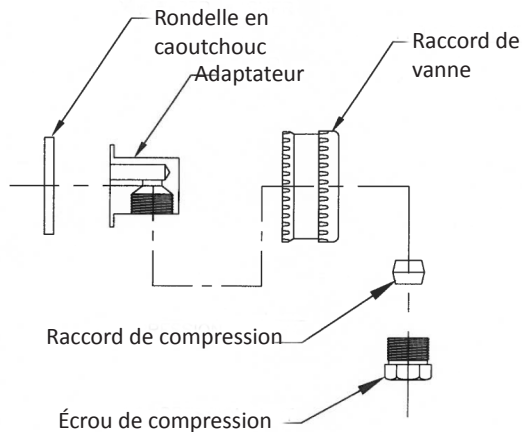 Rondelle en
caoutchouc
Adaptateur
Raccord de
vanne
Raccord de compression
Écrou de compression